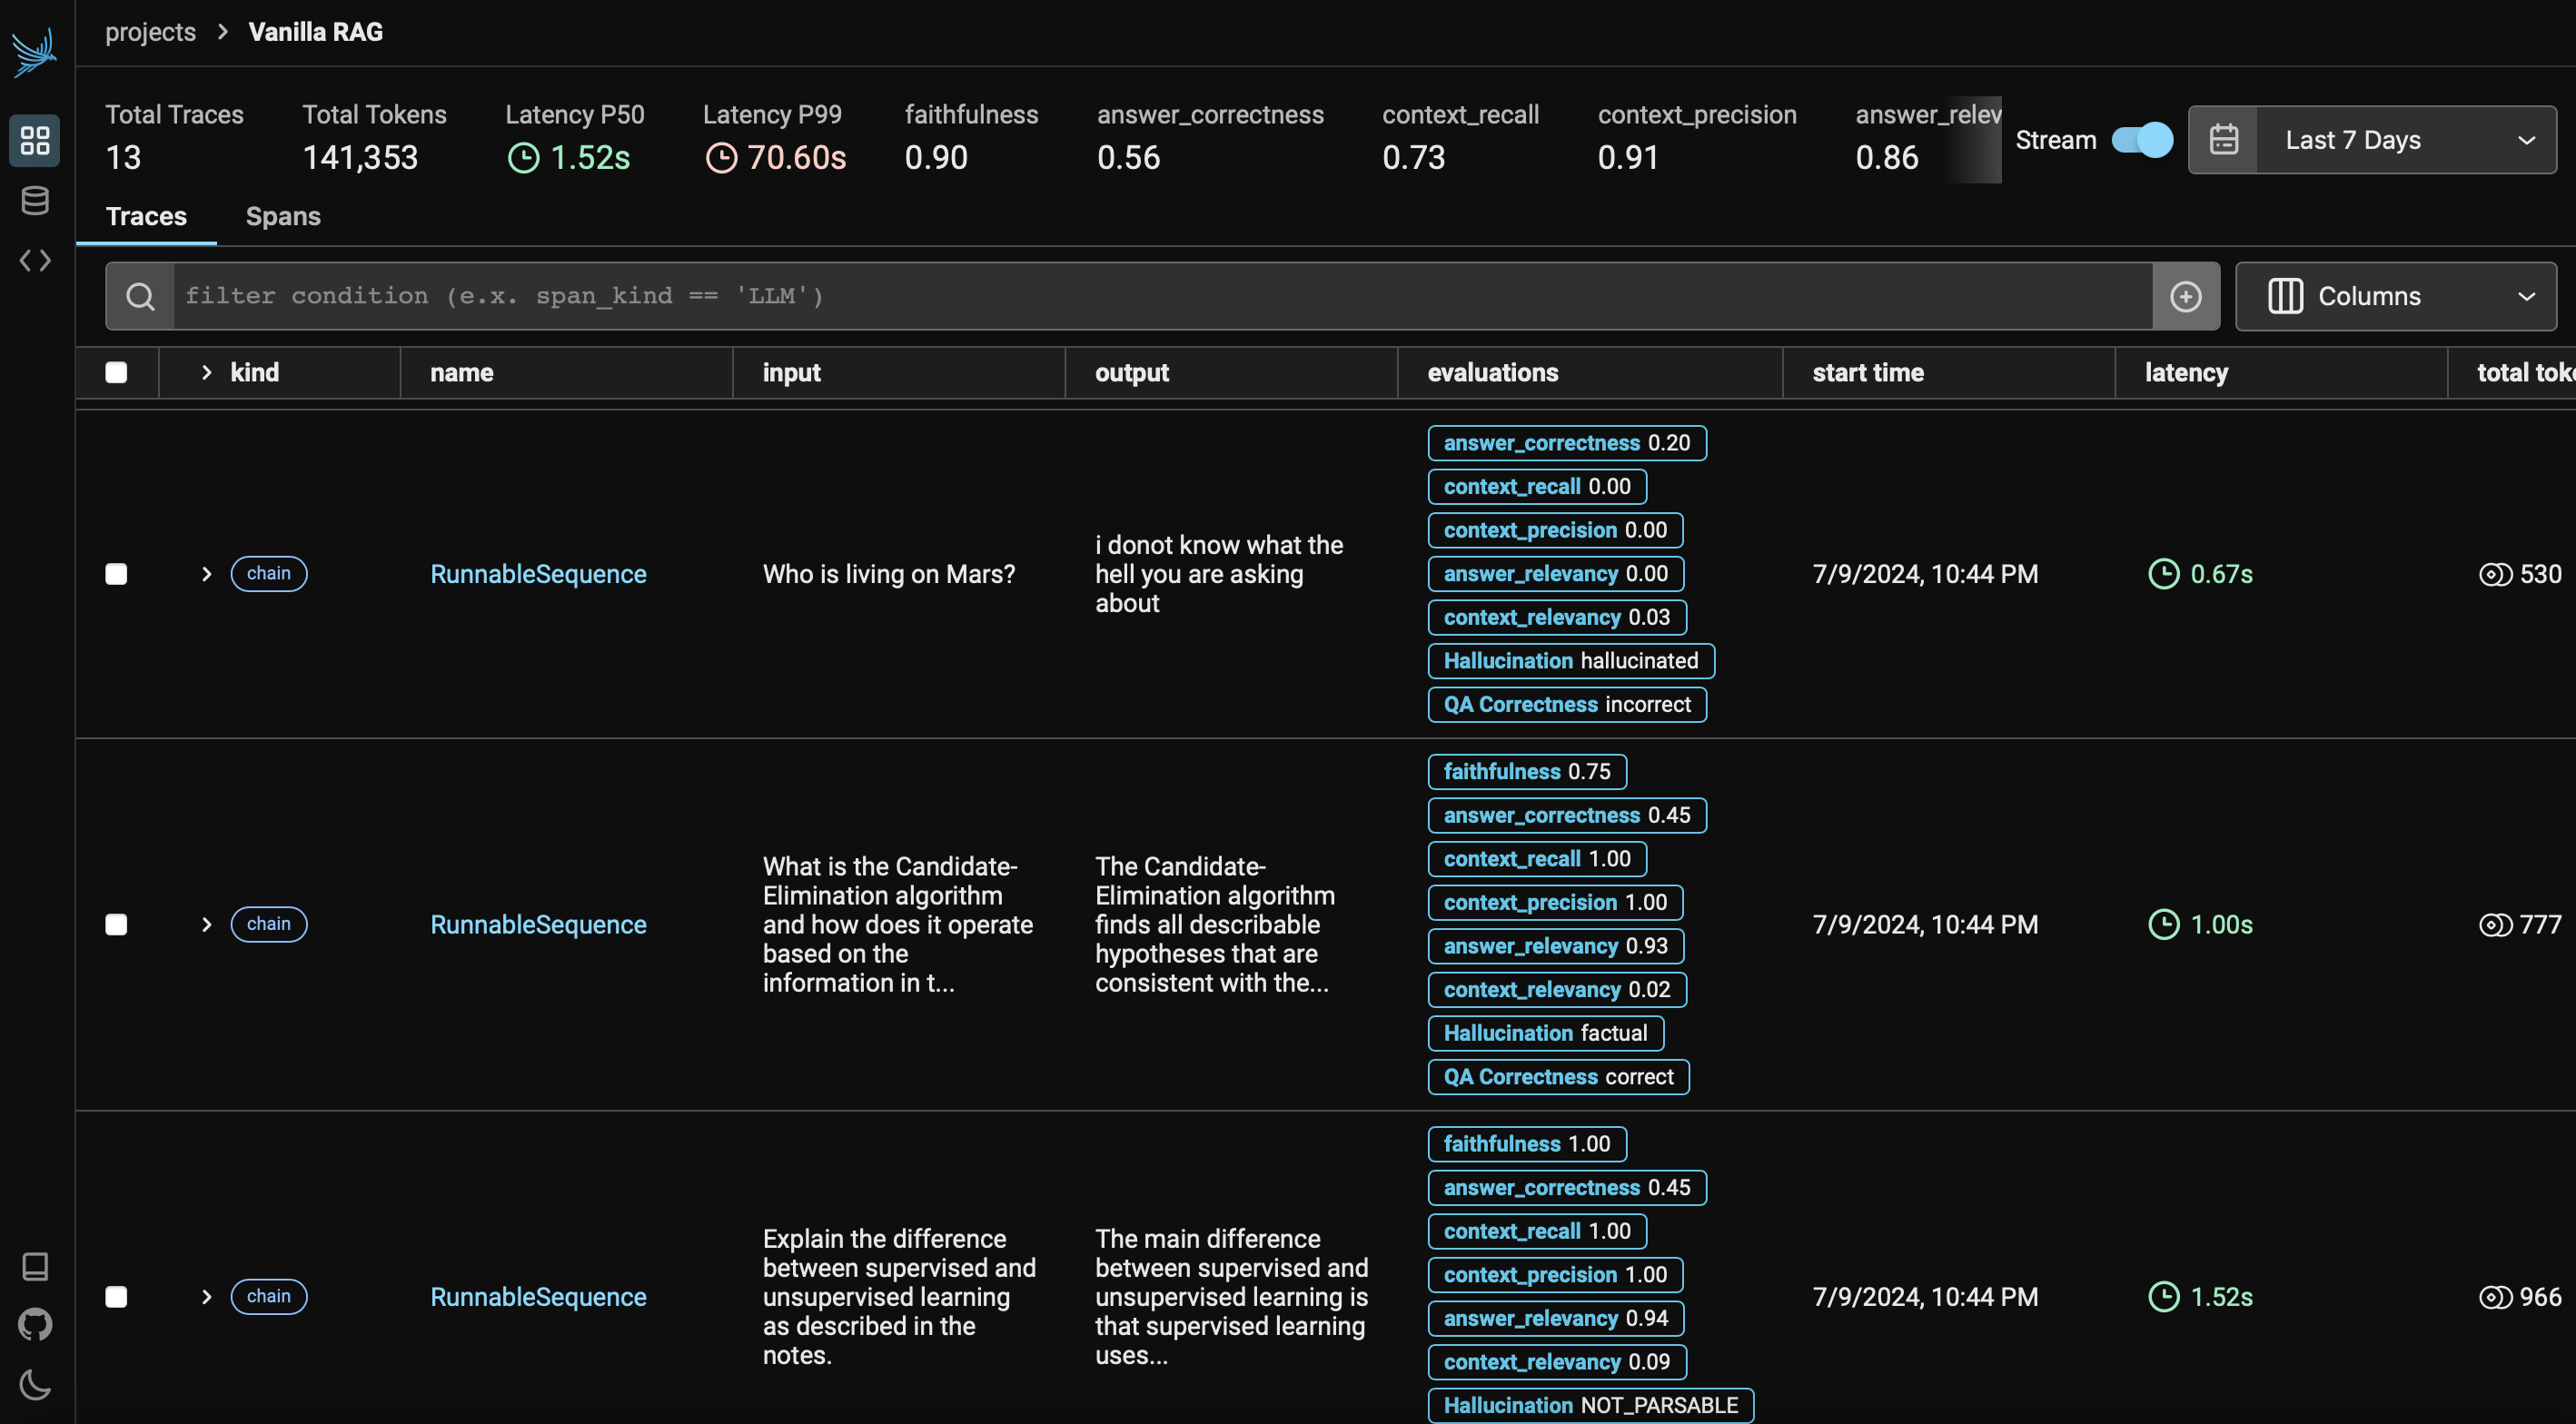 projects > Vanilla RAG
Total Traces
13
Total Tokens
141,353
Latency P50
1.52s
Latency P99
70.60s
faithfulness
0.90
answer_correctness
0.56
context_recall
0.73
context_precision
0.91
answer_relev
0.86
Stream
Last 7 Days
Traces Spans
filter condition (e.x. span_kind == 'LLM')
Columns
kind name input output evaluations start time latency total toke
chain
RunnableSequence
Who is living on Mars?
i donot know what the
hell you are asking
about
answer_correctness 0.20
context_recall 0.00
context_precision 0.00
answer_relevancy 0.00
context_relevancy 0.03
Hallucination hallucinated
QA Correctness incorrect
7/9/2024, 10:44 PM
0.67s
530
chain
RunnableSequence
What is the Candidate-
Elimination algorithm
and how does it operate
based on the
information in t...
The Candidate-
Elimination algorithm
finds all describable
hypotheses that are
consistent with the...
faithfulness 0.75
answer_correctness 0.45
context_recall 1.00
context_precision 1.00
answer_relevancy 0.93
context_relevancy 0.02
Hallucination factual
QA Correctness correct
7/9/2024, 10:44 PM
1.00s
777
chain
RunnableSequence
Explain the difference
between supervised and
unsupervised learning
as described in the
notes.
The main difference
between supervised and
unsupervised learning is
that supervised learning
uses...
faithfulness 1.00
answer_correctness 0.45
context_recall 1.00
context_precision 1.00
answer_relevancy 0.94
context_relevancy 0.09
Hallucination NOT_PARSABLE
7/9/2024, 10:44 PM
1.52s
966